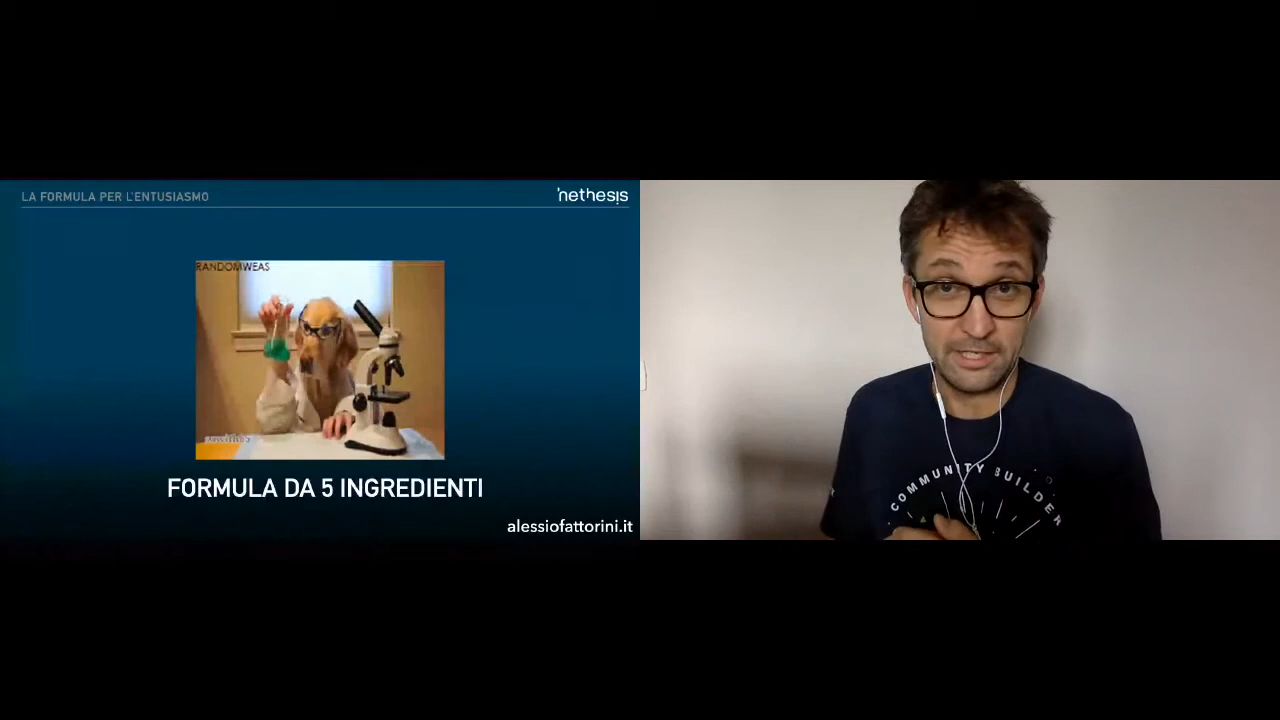 LA FORMULA PER L'ENTUSIASMO
nethesis
RANDOMWEAS
FORMULA DA 5 INGREDIENTI
alessiofattorini.it
COMMUNITY BUILDER